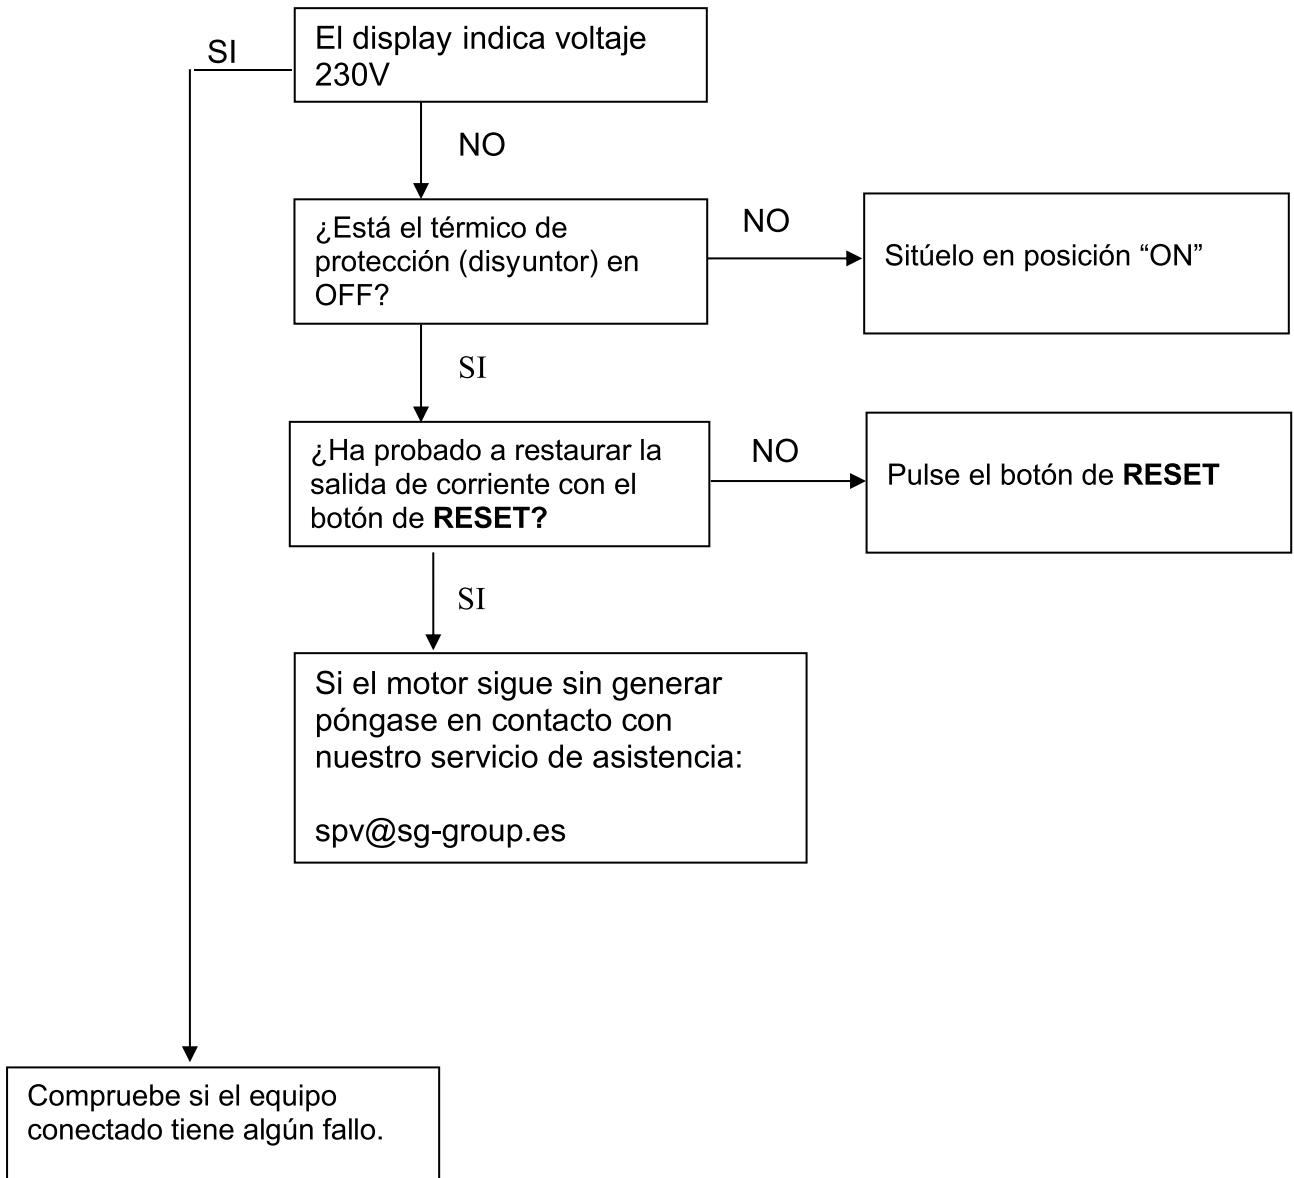 SI
El display indica voltaje
230V
NO
¿Está el térmico de
protección (disyuntor) en
OFF?
NO
Sitúelo en posición “ON”
SI
¿Ha probado a restaurar la
salida de corriente con el
botón de RESET?
NO
Pulse el botón de RESET
SI
Si el motor sigue sin generar
póngase en contacto con
nuestro servicio de asistencia:
spv@sg-group.es
Compruebe si el equipo
conectado tiene algún fallo.